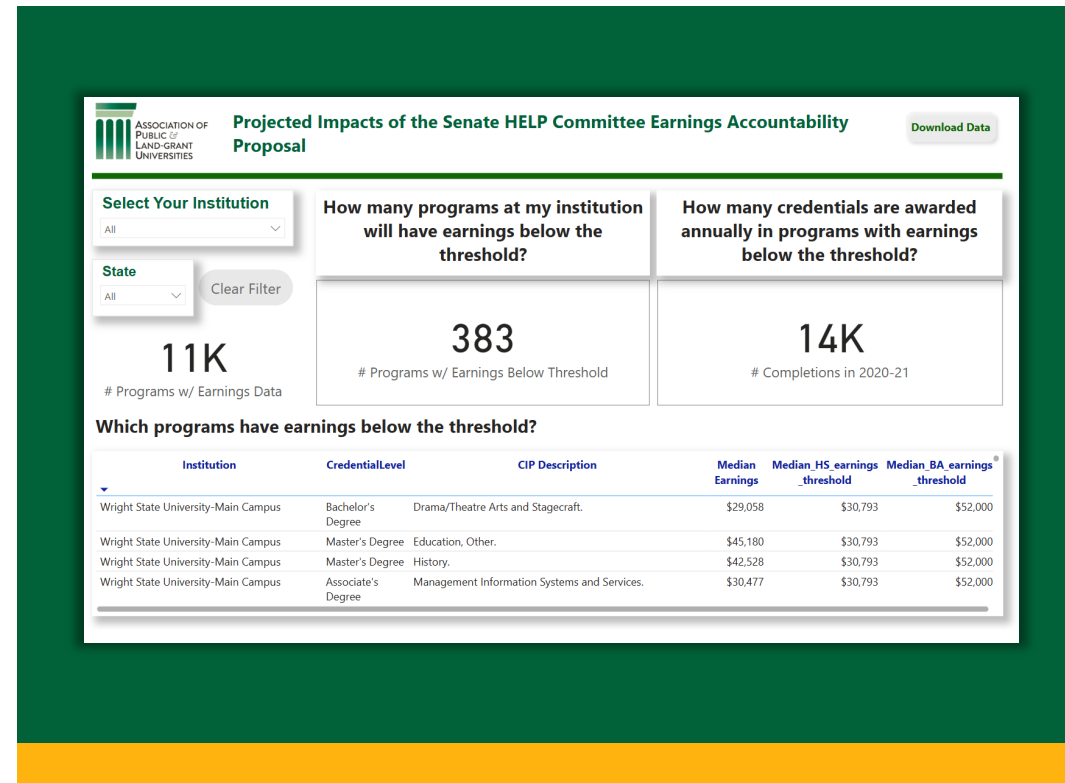 ASSOCIATION OF
PUBLIC &
LAND-GRANT
UNIVERSITIES
Projected Impacts of the Senate HELP Committee Earnings Accountability
Proposal
Download Data
Select Your Institution
All
State
All
Clear Filter
11K
# Programs w/ Earnings Data
How many programs at my institution
will have earnings below the
threshold?
383
# Programs w/ Earnings Below Threshold
How many credentials are awarded
annually in programs with earnings
below the threshold?
14K
# Completions in 2020-21
Which programs have earnings below the threshold?
Institution CredentialLevel CIP Description Median Median_HS_earnings Median_BA_earnings
Earnings _threshold _threshold
Wright State University-Main Campus Bachelor's Drama/Theatre Arts and Stagecraft. $29,058 $30,793 $52,000
Degree
Wright State University-Main Campus Master's Degree Education, Other. $45,180 $30,793 $52,000
Wright State University-Main Campus Master's Degree History. $42,528 $30,793 $52,000
Wright State University-Main Campus Associate's Management Information Systems and Services. $30,477 $30,793 $52,000
Degree